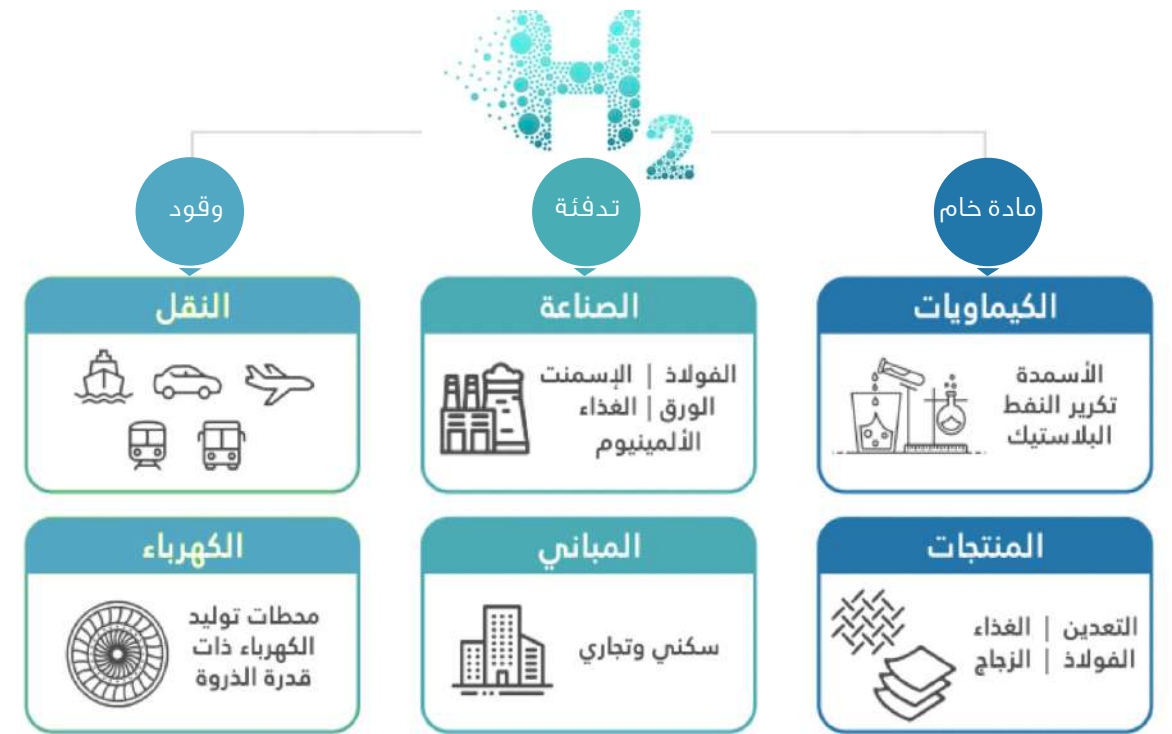 H2
مادة خام
تدفئة
وقود
الكيماويات
الأسمدة
تكرير النفط
البلاستيك
الصناعة
الفولاذ | الإسمنت
الورق | الغذاء
الألمينيوم
النقل
المنتجات
التعدين | الغذاء
الفولاذ | الزجاج
المباني
سكني وتجاري
الكهرباء
محطات توليد
الكهرباء ذات
قدرة الذروة